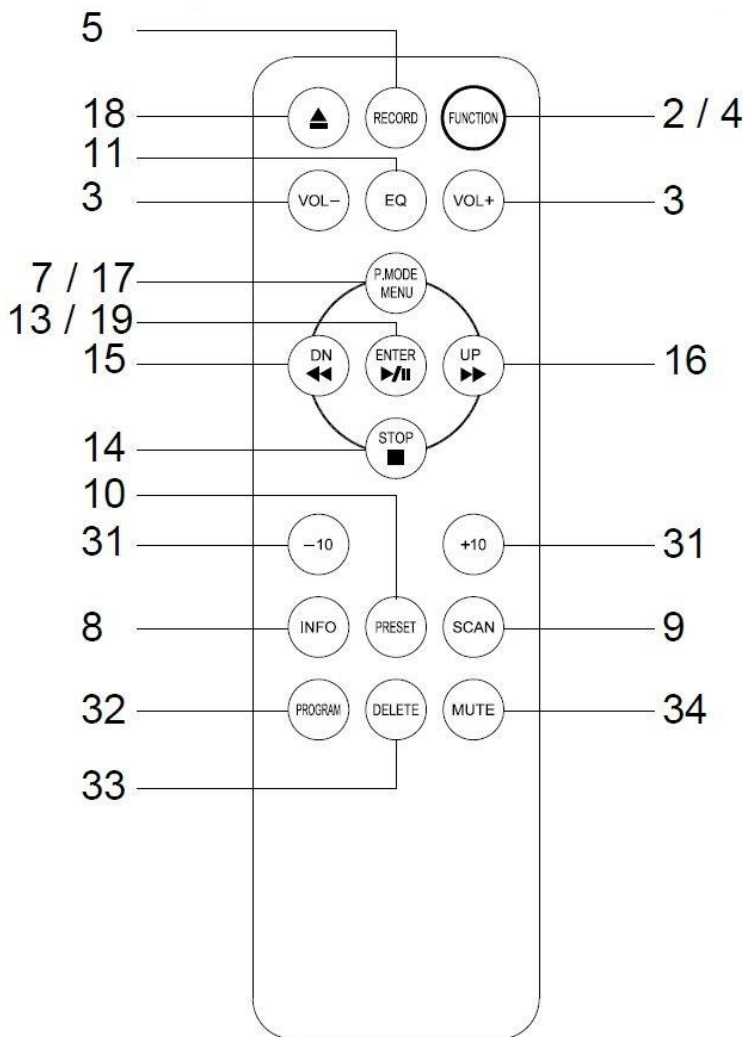 5
18 RECORD FUNCTION 2 / 4
11
3 VOL− EQ VOL+ 3
7 / 17 P.MODE
MENU
13 / 19
15 DN ENTER UP 16
◀◀ ▶/II ▶▶
14 STOP
10
31 −10 +10 31
8 INFO PRESET SCAN 9
32 PROGRAM DELETE MUTE 34
33